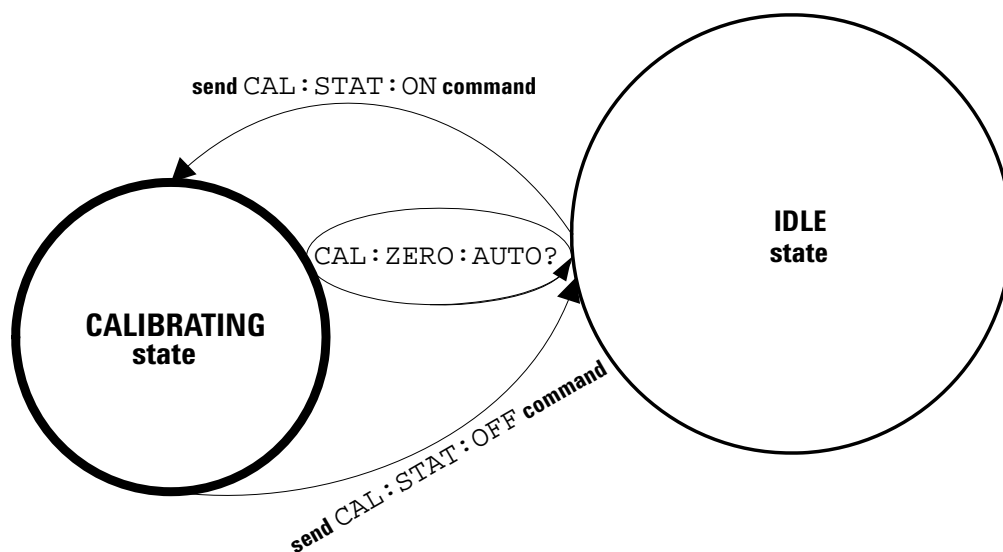 send CAL:STAT:ON command
IDLE
state
CAL:ZERO:AUTO?
CALIBRATING
state
send CAL:STAT:OFF command